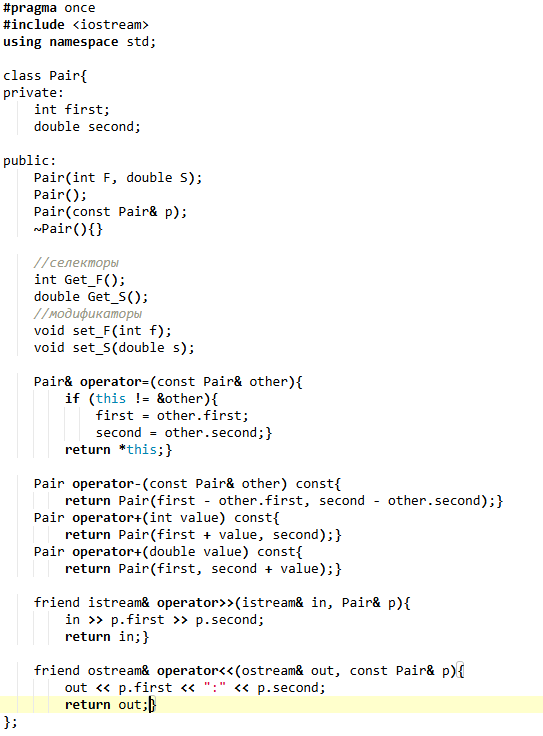 #pragma once
#include <iostream>
using namespace std;

class Pair{
private:
    int first;
    double second;

public:
    Pair(int F, double S);
    Pair();
    Pair(const Pair& p);
    ~Pair(){}

    //селекторы
    int Get_F();
    double Get_S();
    //модификаторы
    void set_F(int f);
    void set_S(double s);

    Pair& operator=(const Pair& other){
        if (this != &other){
            first = other.first;
            second = other.second;}
        return *this;}

    Pair operator-(const Pair& other) const{
        return Pair(first - other.first, second - other.second);}
    Pair operator+(int value) const{
        return Pair(first + value, second);}
    Pair operator+(double value) const{
        return Pair(first, second + value);}

    friend istream& operator>>(istream& in, Pair& p){
        in >> p.first >> p.second;
        return in;}

    friend ostream& operator<<(ostream& out, const Pair& p){
        out << p.first << ":" << p.second;
        return out;}
};